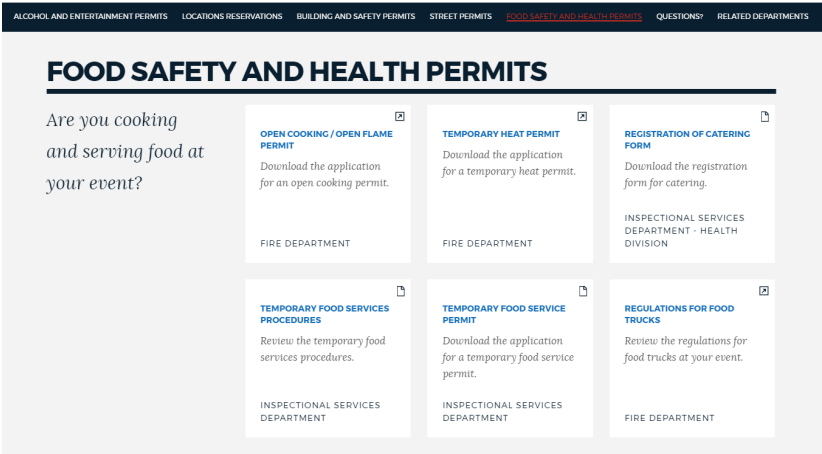 ALCOHOL AND ENTERTAINMENT PERMITS LOCATIONS RESERVATIONS BUILDING AND SAFETY PERMITS STREET PERMITS FOOD SAFETY AND HEALTH PERMITS QUESTIONS? RELATED DEPARTMENTS
FOOD SAFETY AND HEALTH PERMITS
Are you cooking
and serving food at
your event?
OPEN COOKING / OPEN FLAME
PERMIT
Download the application
for an open cooking permit.
FIRE DEPARTMENT
TEMPORARY HEAT PERMIT
Download the application
for a temporary heat permit.
FIRE DEPARTMENT
REGISTRATION OF CATERING
FORM
Download the registration
form for catering.
INSPECTIONAL SERVICES
DEPARTMENT - HEALTH
DIVISION
TEMPORARY FOOD SERVICES
PROCEDURES
Review the temporary food
services procedures.
INSPECTIONAL SERVICES
DEPARTMENT
TEMPORARY FOOD SERVICE
PERMIT
Download the application
for a temporary food service
permit.
INSPECTIONAL SERVICES
DEPARTMENT
REGULATIONS FOR FOOD
TRUCKS
Review the regulations for
food trucks at your event.
FIRE DEPARTMENT